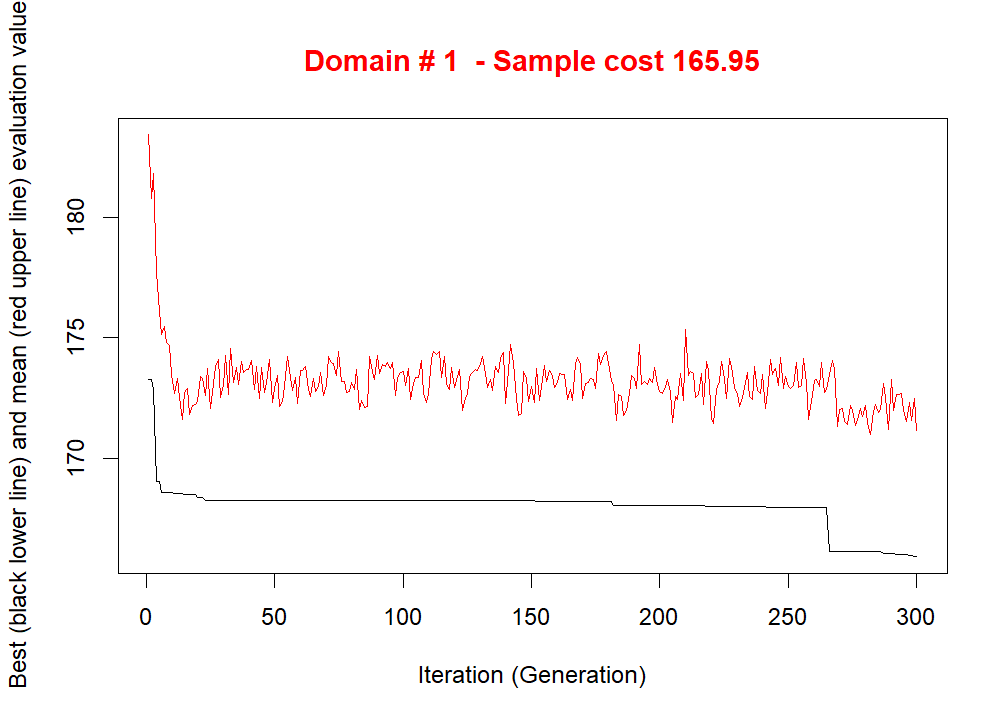 Domain # 1  - Sample cost 165.95
Best (black lower line) and mean (red upper line) evaluation value
180
175
170
0 50 100 150 200 250 300
Iteration (Generation)